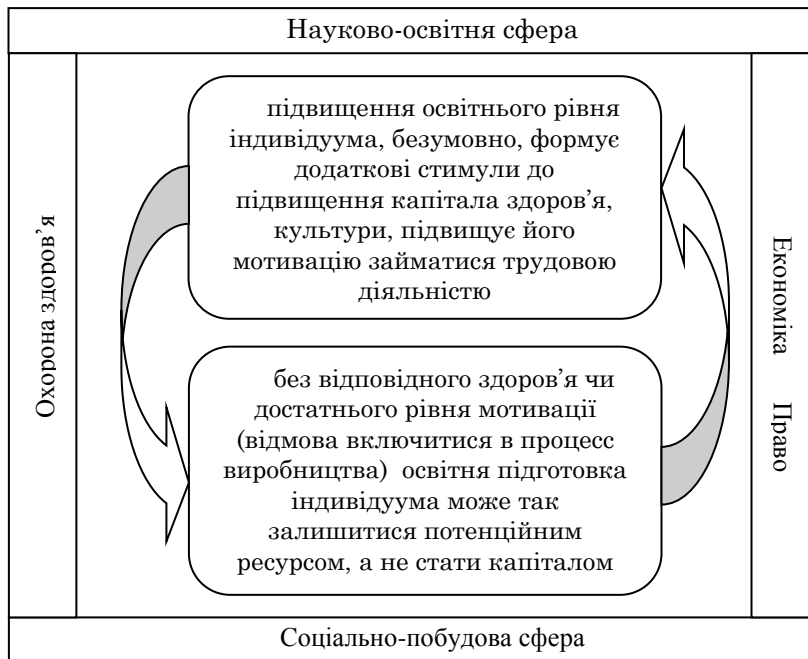 Науково-освітня сфера
Охорона здоров’я
підвищення освітнього рівня
індивідуума, безумовно, формує
додаткові стимули до
підвищення капітала здоров’я,
культури, підвищує його
мотивацію займатися трудовою
діяльністю
без відповідного здоров’я чи
достатнього рівня мотивації
(відмова включитися в процесс
виробництва) освітня підготовка
індивідуума може так
залишитися потенційним
ресурсом, а не стати капіталом
Економіка Право
Соціально-побудова сфера